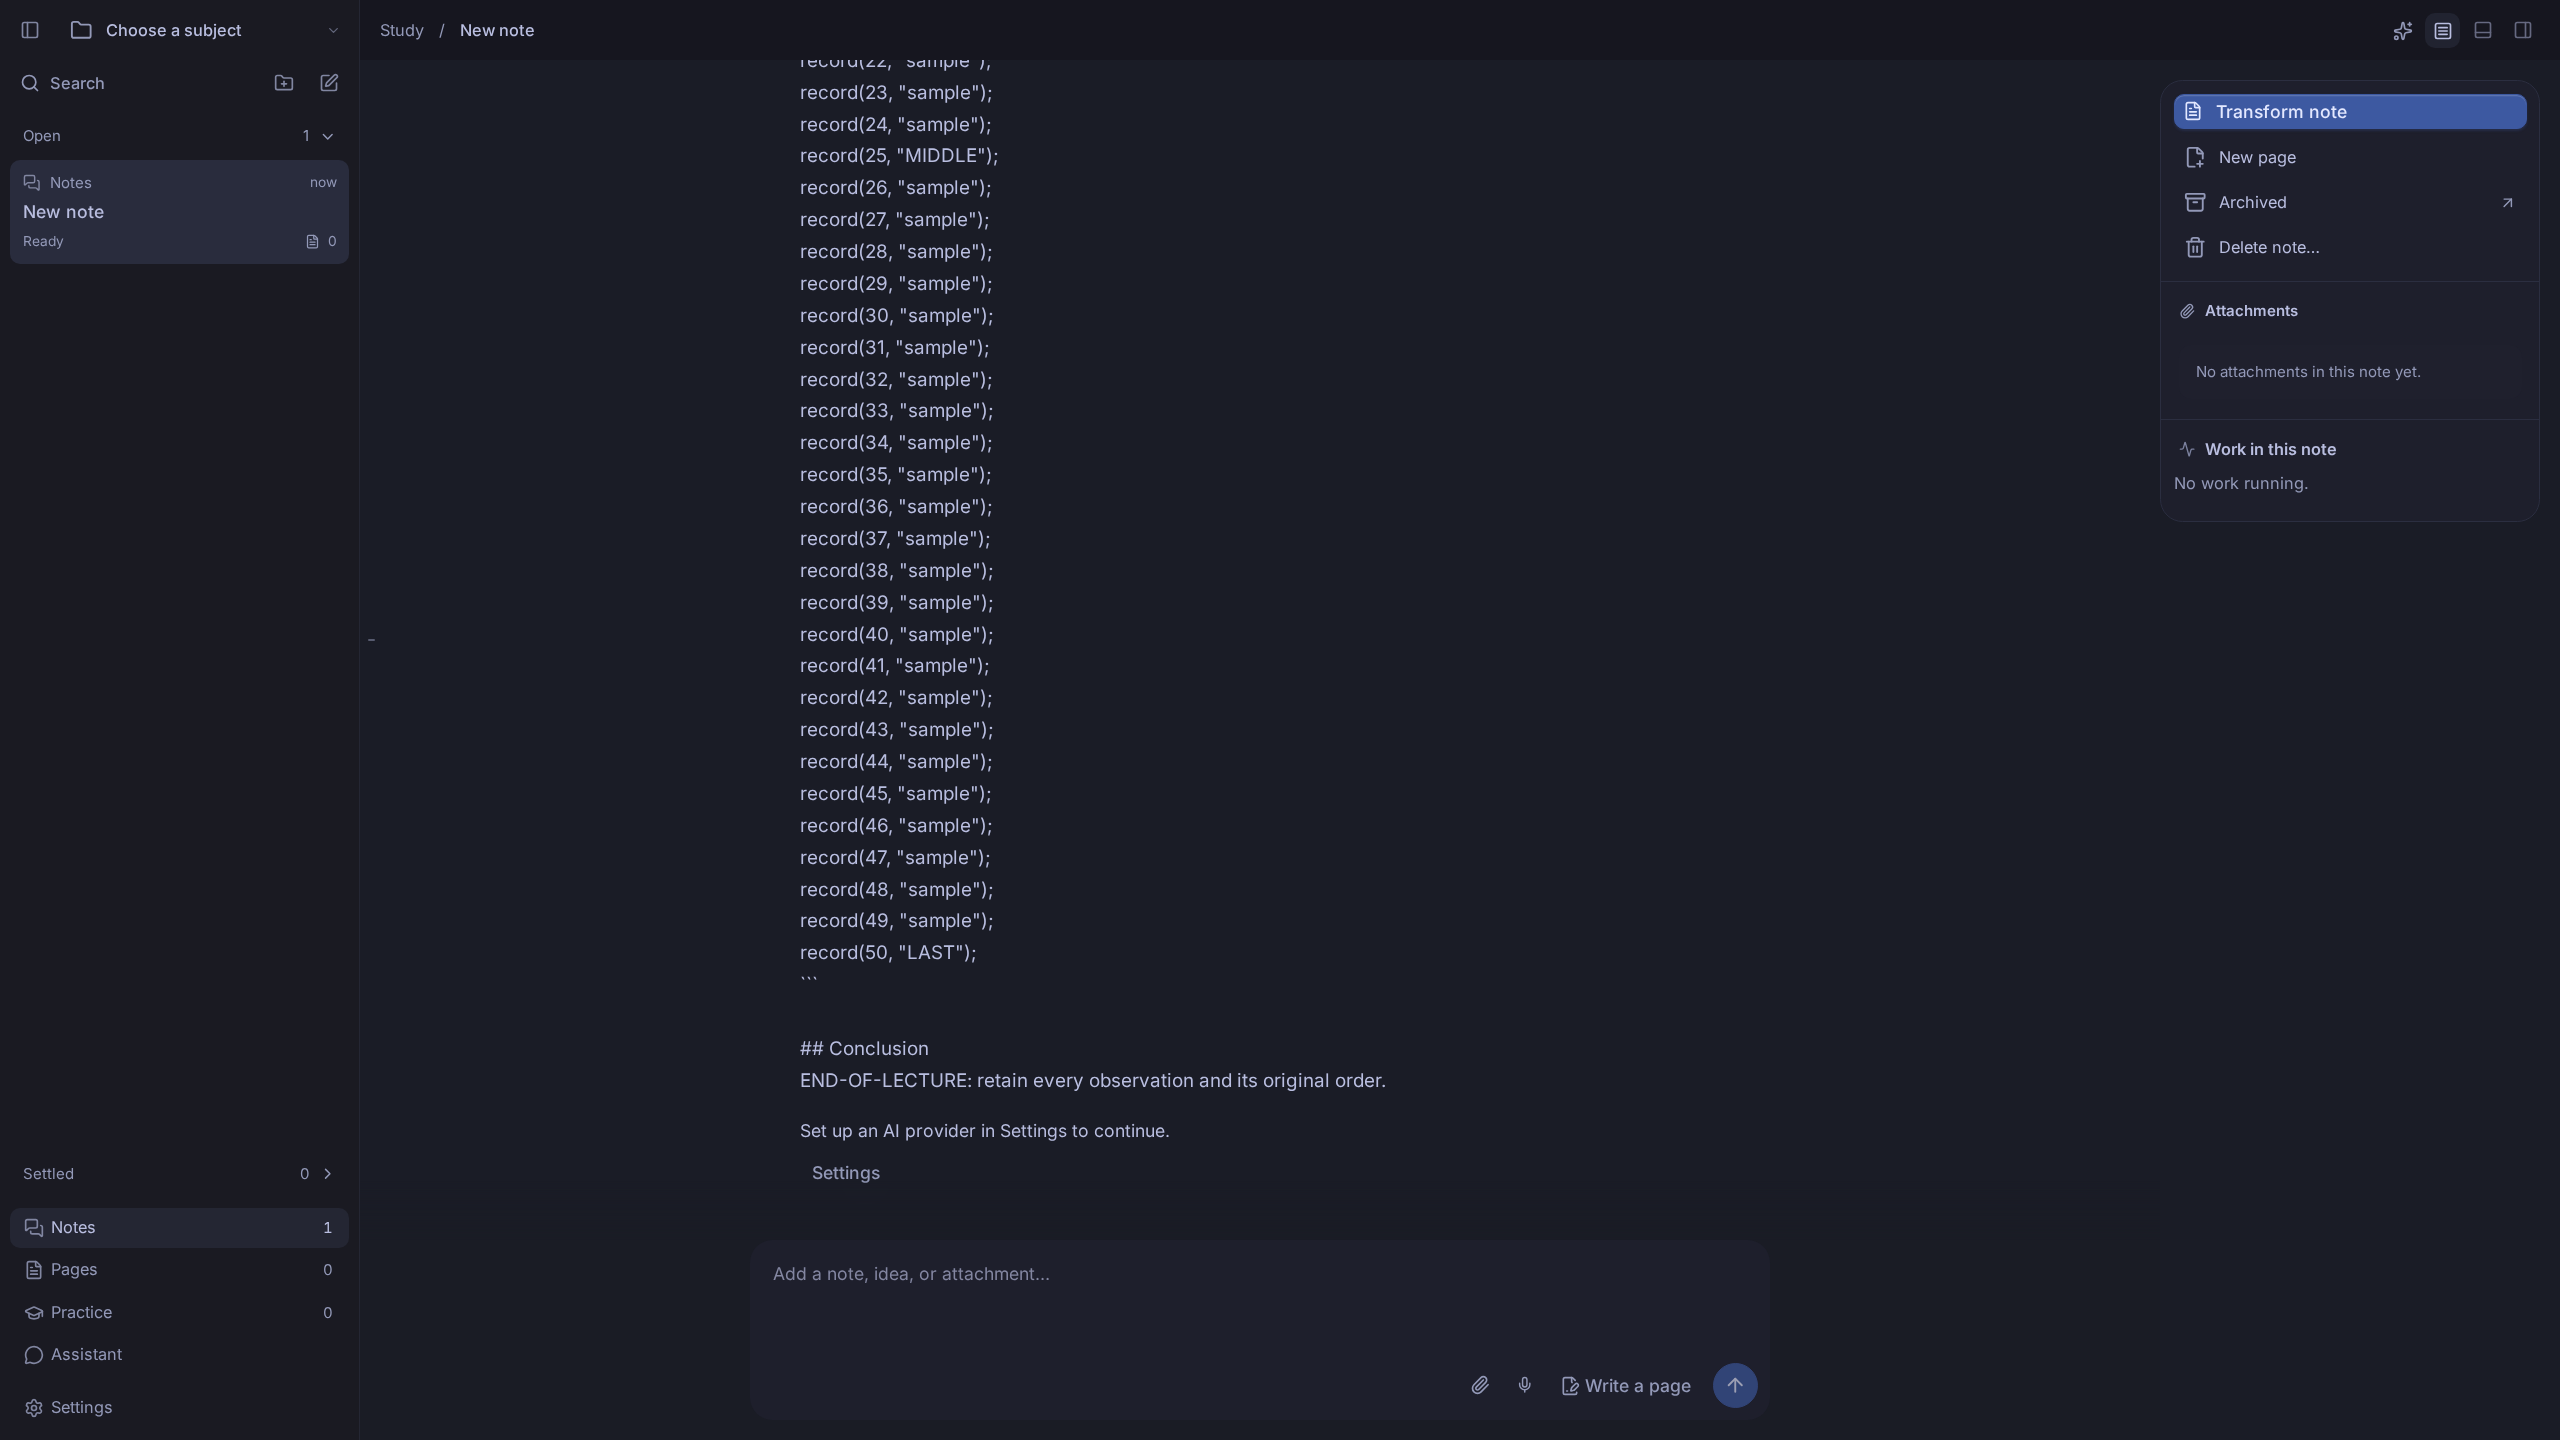 Choose a subject
Search
Open 1
Notes now
New note
Ready 0
Settled 0
Notes 1
Pages 0
Practice 0
Assistant
Settings
Study / New note
record(22, "sample");
record(23, "sample");
record(24, "sample");
record(25, "MIDDLE");
record(26, "sample");
record(27, "sample");
record(28, "sample");
record(29, "sample");
record(30, "sample");
record(31, "sample");
record(32, "sample");
record(33, "sample");
record(34, "sample");
record(35, "sample");
record(36, "sample");
record(37, "sample");
record(38, "sample");
record(39, "sample");
record(40, "sample");
record(41, "sample");
record(42, "sample");
record(43, "sample");
record(44, "sample");
record(45, "sample");
record(46, "sample");
record(47, "sample");
record(48, "sample");
record(49, "sample");
record(50, "LAST");
```
## Conclusion
END-OF-LECTURE: retain every observation and its original order.
Set up an AI provider in Settings to continue.
Settings
Add a note, idea, or attachment...
Write a page
Transform note
New page
Archived
Delete note...
Attachments
No attachments in this note yet.
Work in this note
No work running.